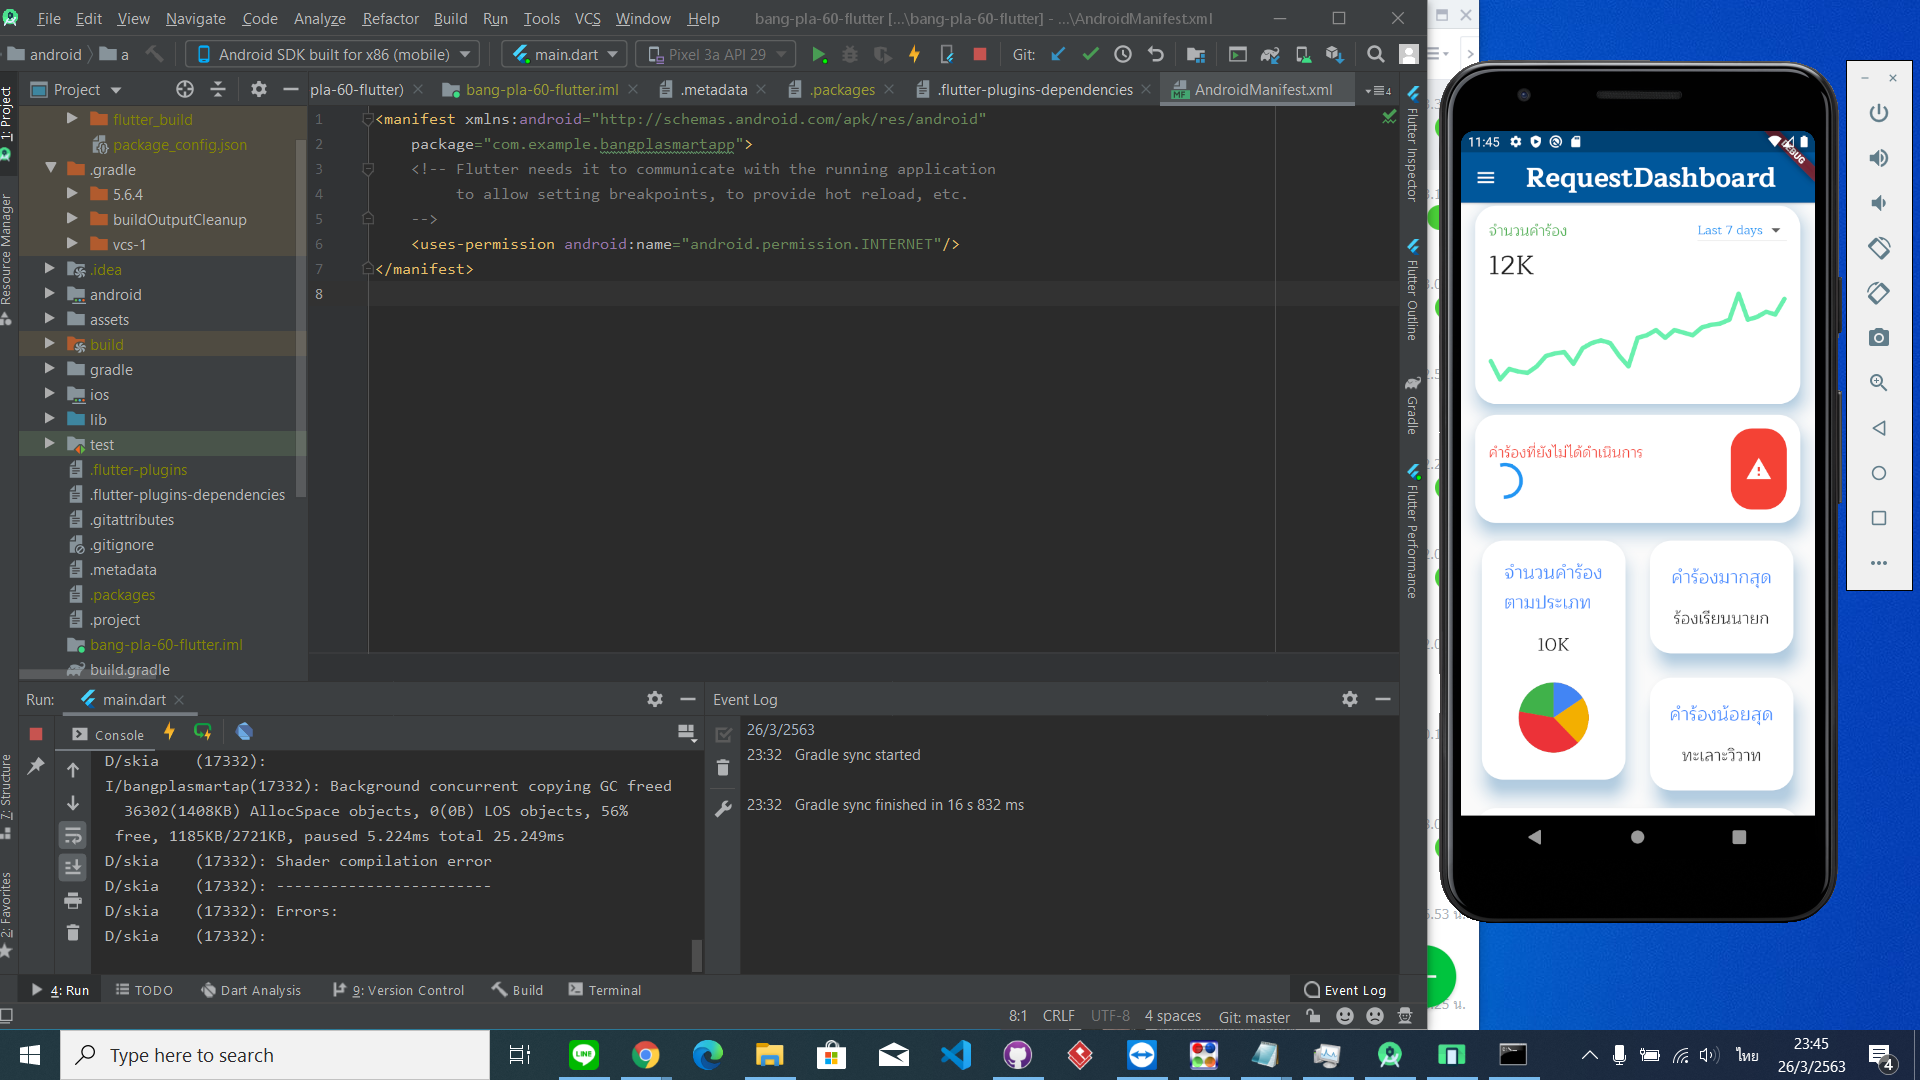 File Edit View Navigate Code Analyze Refactor Build Run Tools VCS Window Help bang-pla-60-flutter [...\bang-pla-60-flutter] - ...\AndroidManifest.xml
android a Android SDK built for x86 (mobile) main.dart Pixel 3a API 29 Git:
Project
pla-60-flutter) bang-pla-60-flutter.iml .metadata .packages .flutter-plugins-dependencies AndroidManifest.xml
1: Project
Resource Manager
7: Structure
2: Favorites
flutter_build
package_config.json
.gradle
5.6.4
buildOutputCleanup
vcs-1
.idea
android
assets
build
gradle
ios
lib
test
.flutter-plugins
.flutter-plugins-dependencies
.gitattributes
.gitignore
.metadata
.packages
.project
bang-pla-60-flutter.iml
build.gradle
1 <manifest xmlns:android="http://schemas.android.com/apk/res/android"
2 package="com.example.bangplasmartapp">
3 <!-- Flutter needs it to communicate with the running application
4 to allow setting breakpoints, to provide hot reload, etc.
5 -->
6 <uses-permission android:name="android.permission.INTERNET"/>
7 </manifest>
8
Flutter Inspector
Flutter Outline
Gradle
Flutter Performance
Run: main.dart
Console
D/skia (17332):
I/bangplasmartap(17332): Background concurrent copying GC freed
36302(1408KB) AllocSpace objects, 0(0B) LOS objects, 56%
free, 1185KB/2721KB, paused 5.224ms total 25.249ms
D/skia (17332): Shader compilation error
D/skia (17332): ------------------------
D/skia (17332): Errors:
D/skia (17332):
Event Log
26/3/2563
23:32 Gradle sync started
23:32 Gradle sync finished in 16 s 832 ms
4: Run TODO Dart Analysis 9: Version Control Build Terminal Event Log
8:1 CRLF UTF-8 4 spaces Git: master
11:45
DEBUG
RequestDashboard
จำนวนคำร้อง Last 7 days
12K
คำร้องที่ยังไม่ได้ดำเนินการ
จำนวนคำร้อง
ตามประเภท
10K
คำร้องมากสุด
ร้องเรียนนายก
คำร้องน้อยสุด
ทะเลาะวิวาท
Type here to search
LINE
ไทย
23:45
26/3/2563
4